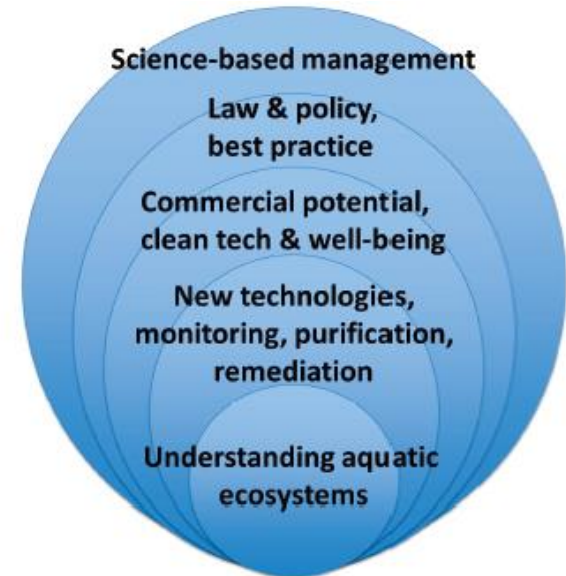 Science-based management
Law & policy,
best practice
Commercial potential,
clean tech & well-being
New technologies,
monitoring, purification,
remediation
Understanding aquatic
ecosystems